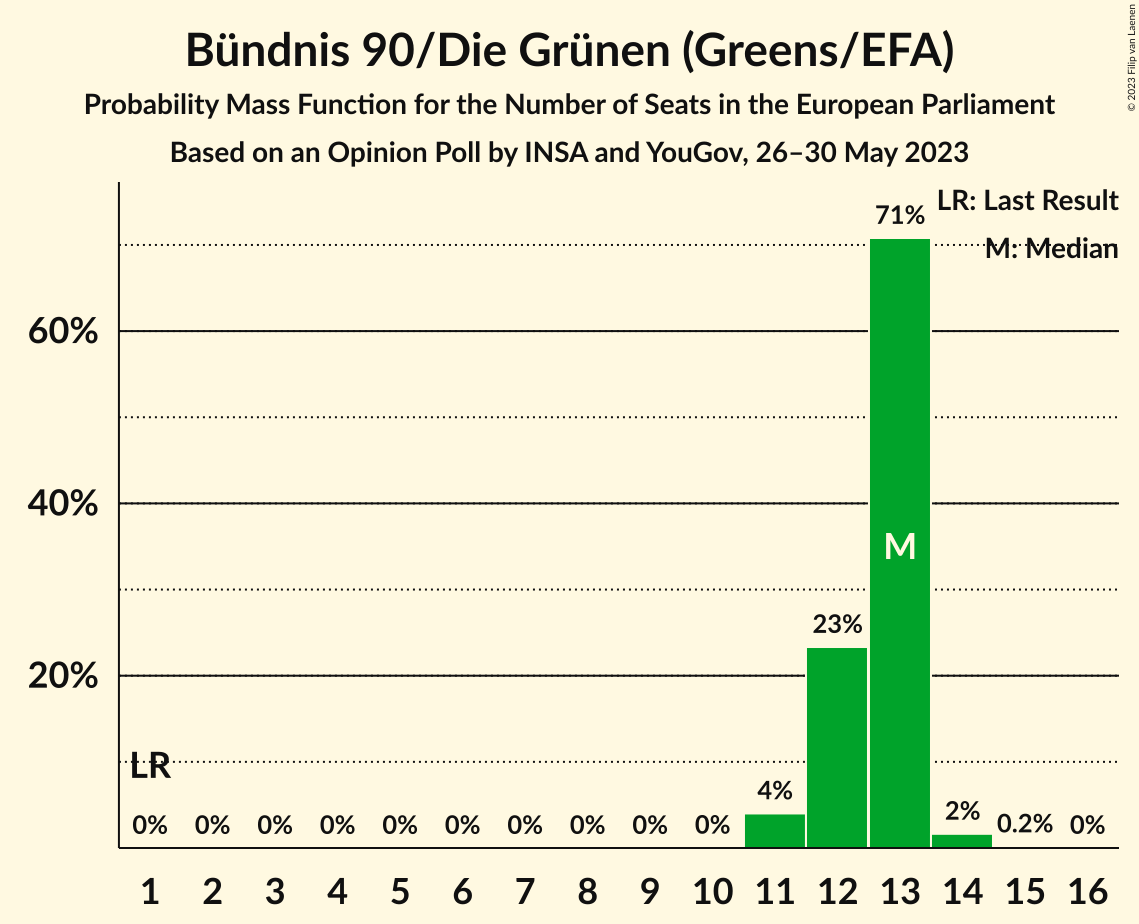 Bündnis 90/Die Grünen (Greens/EFA)
Probability Mass Function for the Number of Seats in the European Parliament
Based on an Opinion Poll by INSA and YouGov, 26–30 May 2023
© 2023 Filip van Laenen
LR: Last Result
M: Median
71%
60%
40%
M
23%
20%
LR
4%
0% 0% 0% 0% 0% 0% 0% 0% 0% 0% 2% 0.2% 0%
1 2 3 4 5 6 7 8 9 10 11 12 13 14 15 16